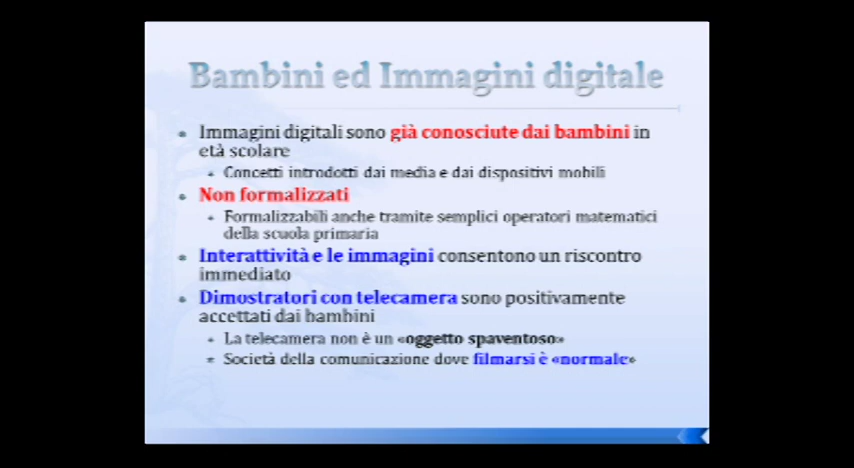 Bambini ed Immagini digitale
Immagini digitali sono già conosciute dai bambini in
età scolare
Concetti introdotti dai media e dai dispositivi mobili
Non formalizzati
Formalizzabili anche tramite semplici operatori matematici
della scuola primaria
Interattività e le immagini consentono un riscontro
immediato
Dimostratori con telecamera sono positivamente
accettati dai bambini
La telecamera non è un «oggetto spaventoso»
Società della comunicazione dove filmarsi è «normale»